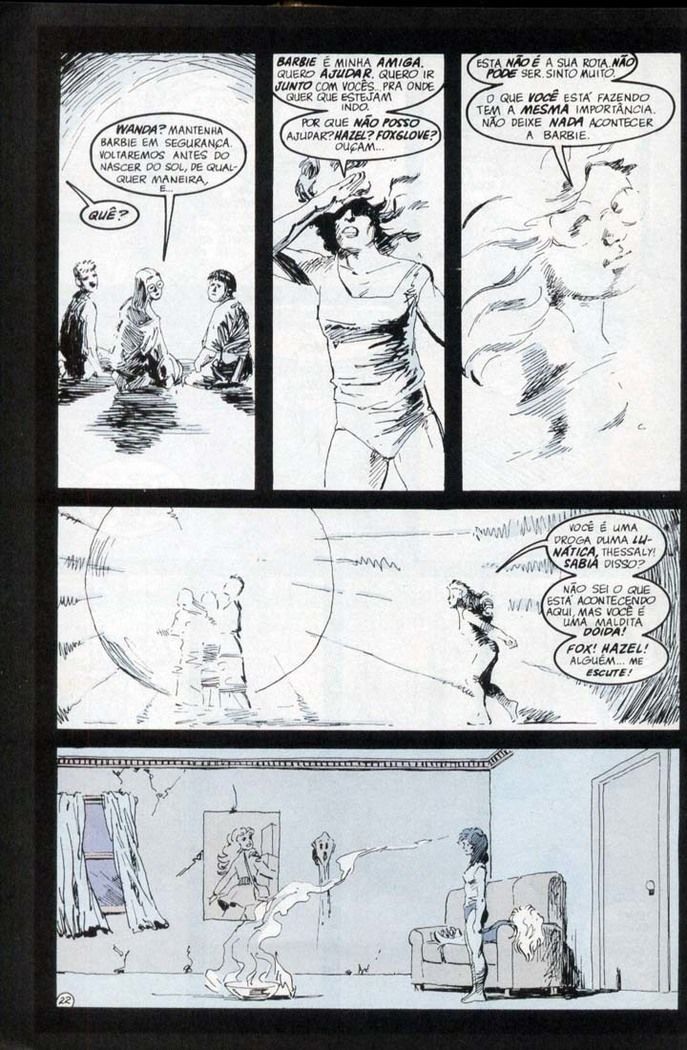 WANDA? MANTENHA
BARBIE EM SEGURANÇA.
VOLTAREMOS ANTES DO
NASCER DO SOL, DE QUAL-
QUER MANEIRA,
E...
QUÊ?
BARBIE É MINHA AMIGA.
QUERO AJUDAR. QUERO IR
JUNTO COM VOCÊS... PRA ONDE
QUER QUE ESTEJAM
INDO.
POR QUE NÃO POSSO
AJUDAR? HAZEL? FOXGLOVE?
OUÇAM...
ESTA NÃO É A SUA ROTA. NÃO
PODE SER. SINTO MUITO.
O QUE VOCÊ ESTÁ FAZENDO
TEM A MESMA IMPORTÂNCIA.
NÃO DEIXE NADA ACONTECER
A BARBIE.
VOCÊ É UMA
DROGA DUMA LU-
NÁTICA, THESSALY!
SABIA DISSO?
NÃO SEI O QUE
ESTÁ ACONTECENDO
AQUI, MAS VOCÊ É
UMA MALDITA
DOIDA!
FOX! HAZEL!
ALGUÉM... ME
ESCUTE!
22